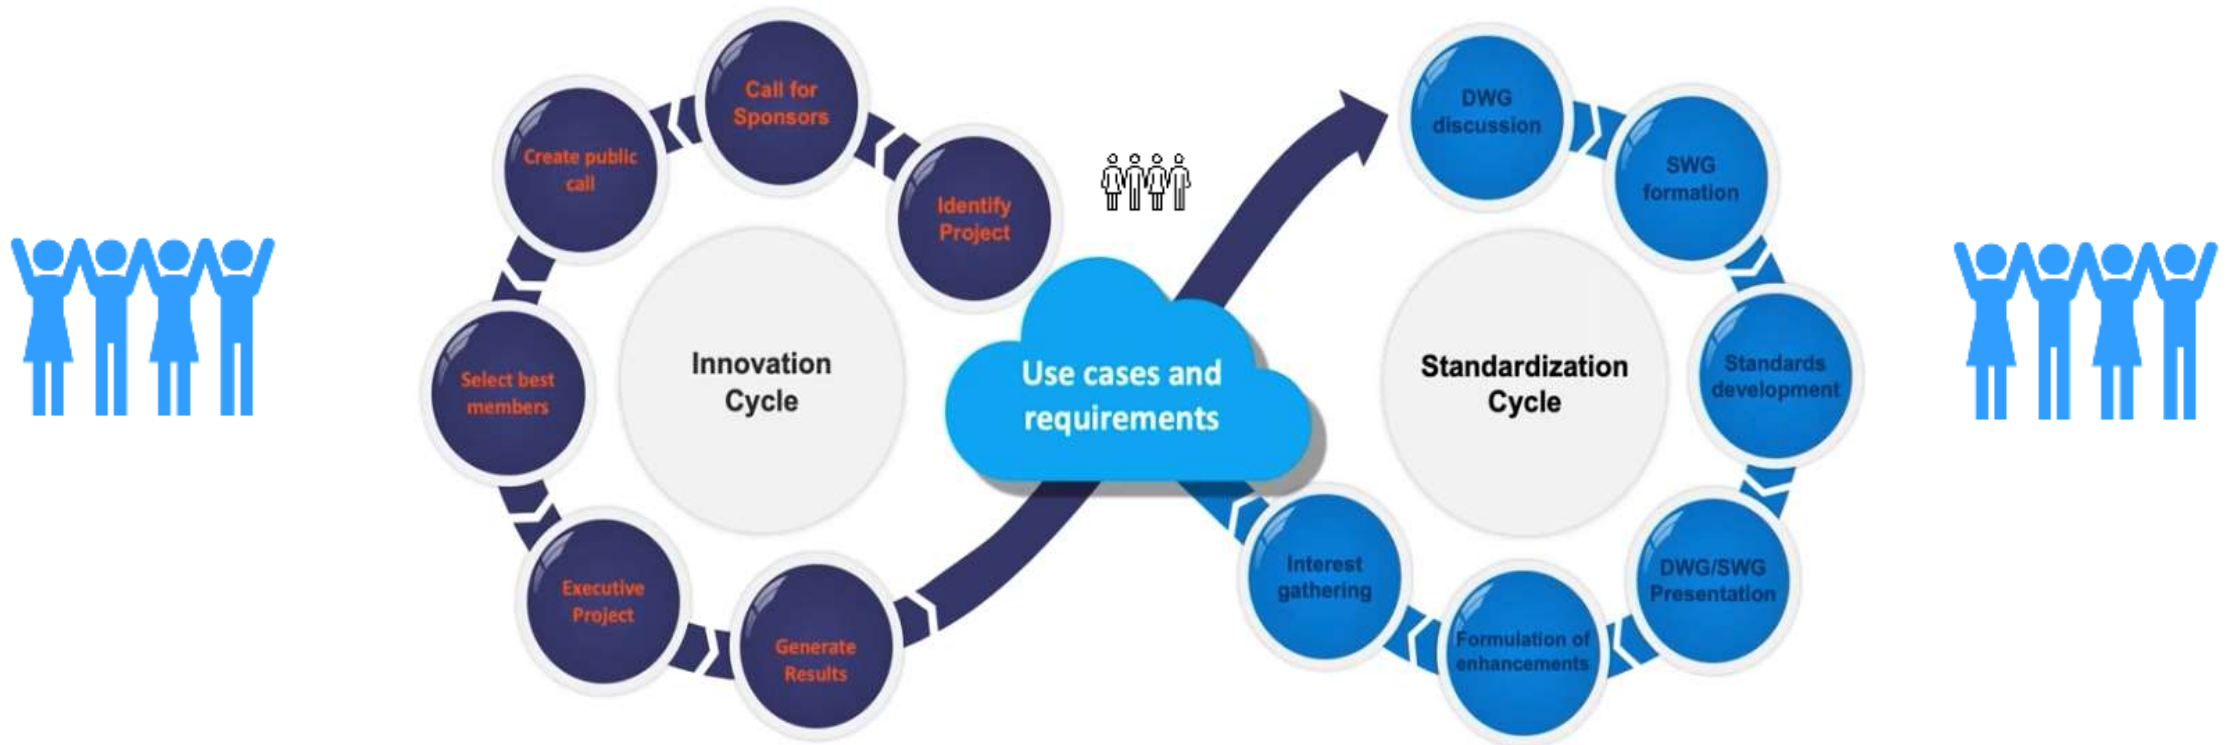 Call for
Sponsors
Create public
call
Identify
Project
Select best
members
Innovation
Cycle
Executive
Project
Generate
Results
Use cases and
requirements
DWG
discussion
SWG
formation
Standardization
Cycle
Standards
development
DWG/SWG
Presentation
Formulation of
enhancements
Interest
gathering